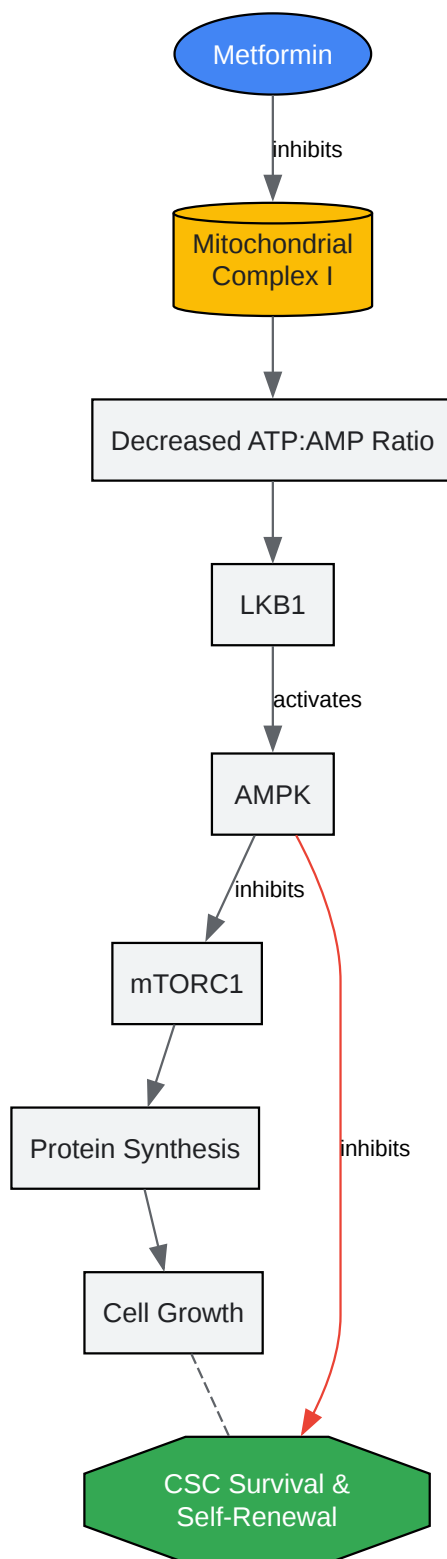 Metformin
inhibits
Mitochondrial
Complex I
Decreased ATP:AMP Ratio
LKB1
activates
AMPK
inhibits
mTORC1
Protein Synthesis
inhibits
Cell Growth
CSC Survival &
Self-Renewal